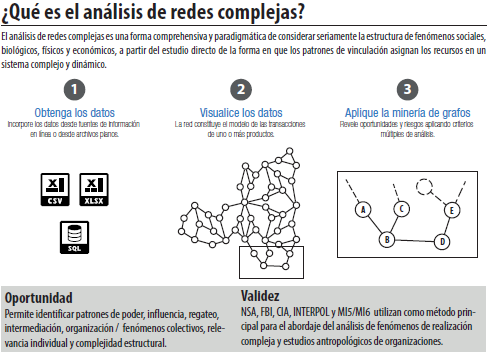 ¿Qué es el análisis de redes complejas?
El análisis de redes complejas es una forma comprehensiva y paradigmática de considerar seriamente la estructura de fenómenos sociales,
biológicos, físicos y económicos, a partir del estudio directo de la forma en que los patrones de vinculación asignan los recursos en un
sistema complejo y dinámico.
1
Obtenga los datos
Incorpore los datos desde fuentes de información
en línea o desde archivos planos.
X
CSV
X
XLSX
SQL
2
Visualice los datos
La red constituye el modelo de las transacciones
de uno o más productos.
3
Aplique la minería de grafos
Revele oportunidades y riesgos aplicando criterios
múltiples de análisis.
A
C
E
B
D
Oportunidad
Permite identificar patrones de poder, influencia, regateo,
intermediación, organización / fenómenos colectivos, rele-
vancia individual y complejidad estructural.
Validez
NSA, FBI, CIA, INTERPOL y MI5/MI6 utilizan como método prin-
cipal para el abordaje del análisis de fenómenos de realización
compleja y estudios antropológicos de organizaciones.